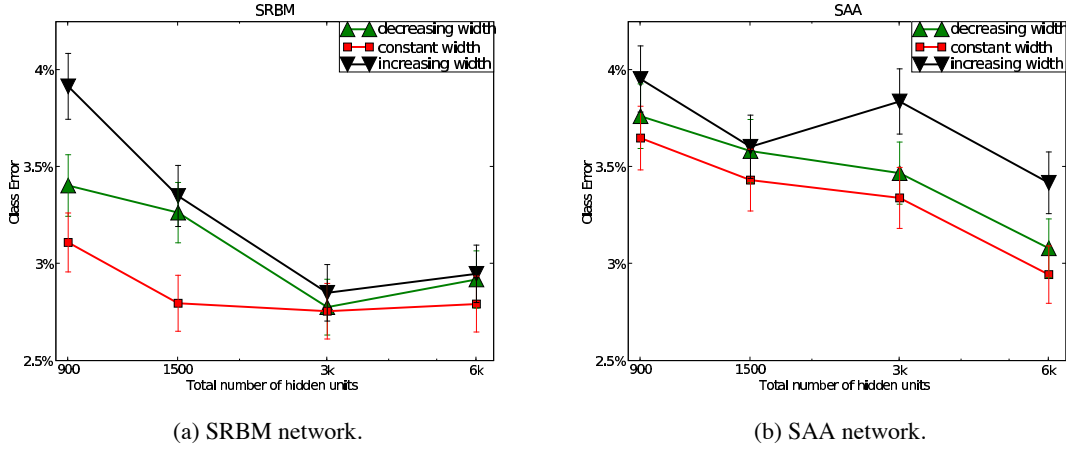 SRBM
decreasing width
constant width
increasing width
4%
3.5%
3%
2.5%
Class Error
900
1500
3k
6k
Total number of hidden units
(a) SRBM network.
SAA
decreasing width
constant width
increasing width
4%
3.5%
3%
2.5%
Class Error
900
1500
3k
6k
Total number of hidden units
(b) SAA network.